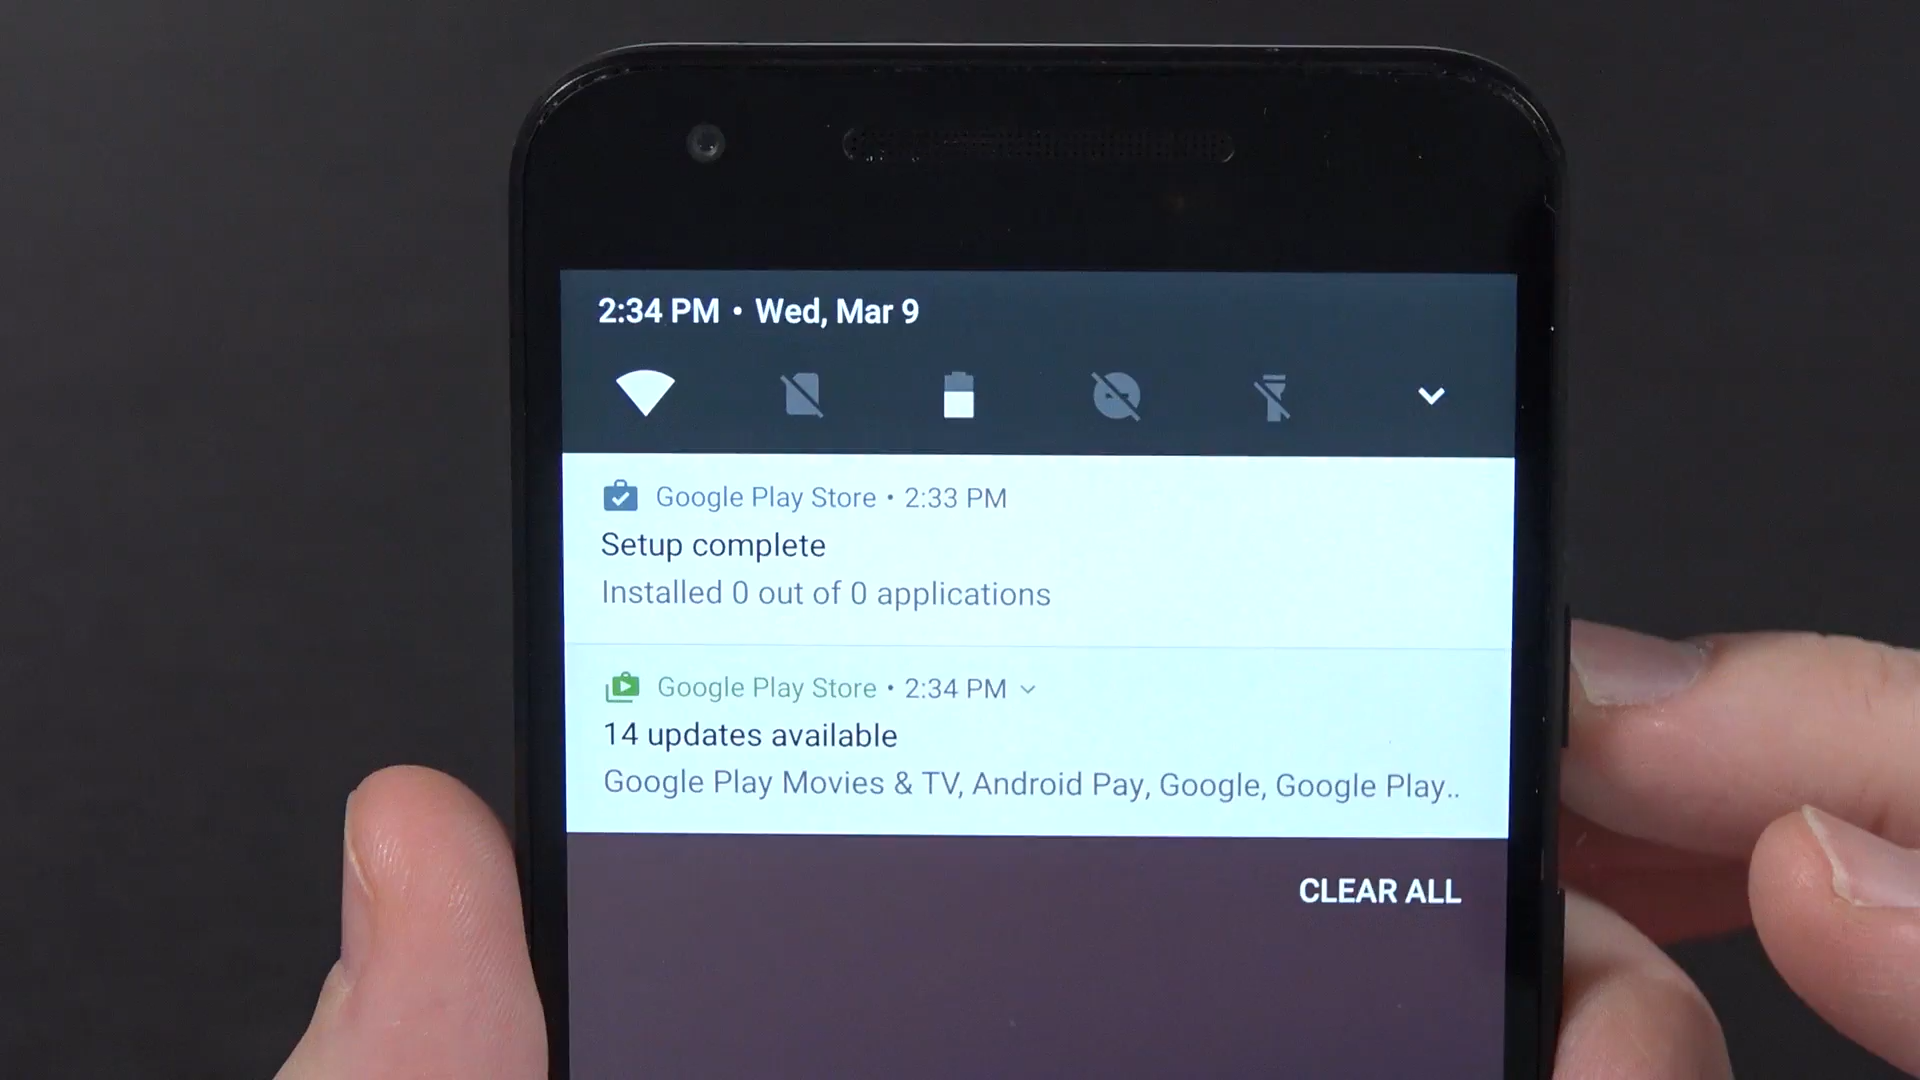 2:34 PM • Wed, Mar 9
Google Play Store • 2:33 PM
Setup complete
Installed 0 out of 0 applications
Google Play Store • 2:34 PM
14 updates available
Google Play Movies & TV, Android Pay, Google, Google Play..
CLEAR ALL